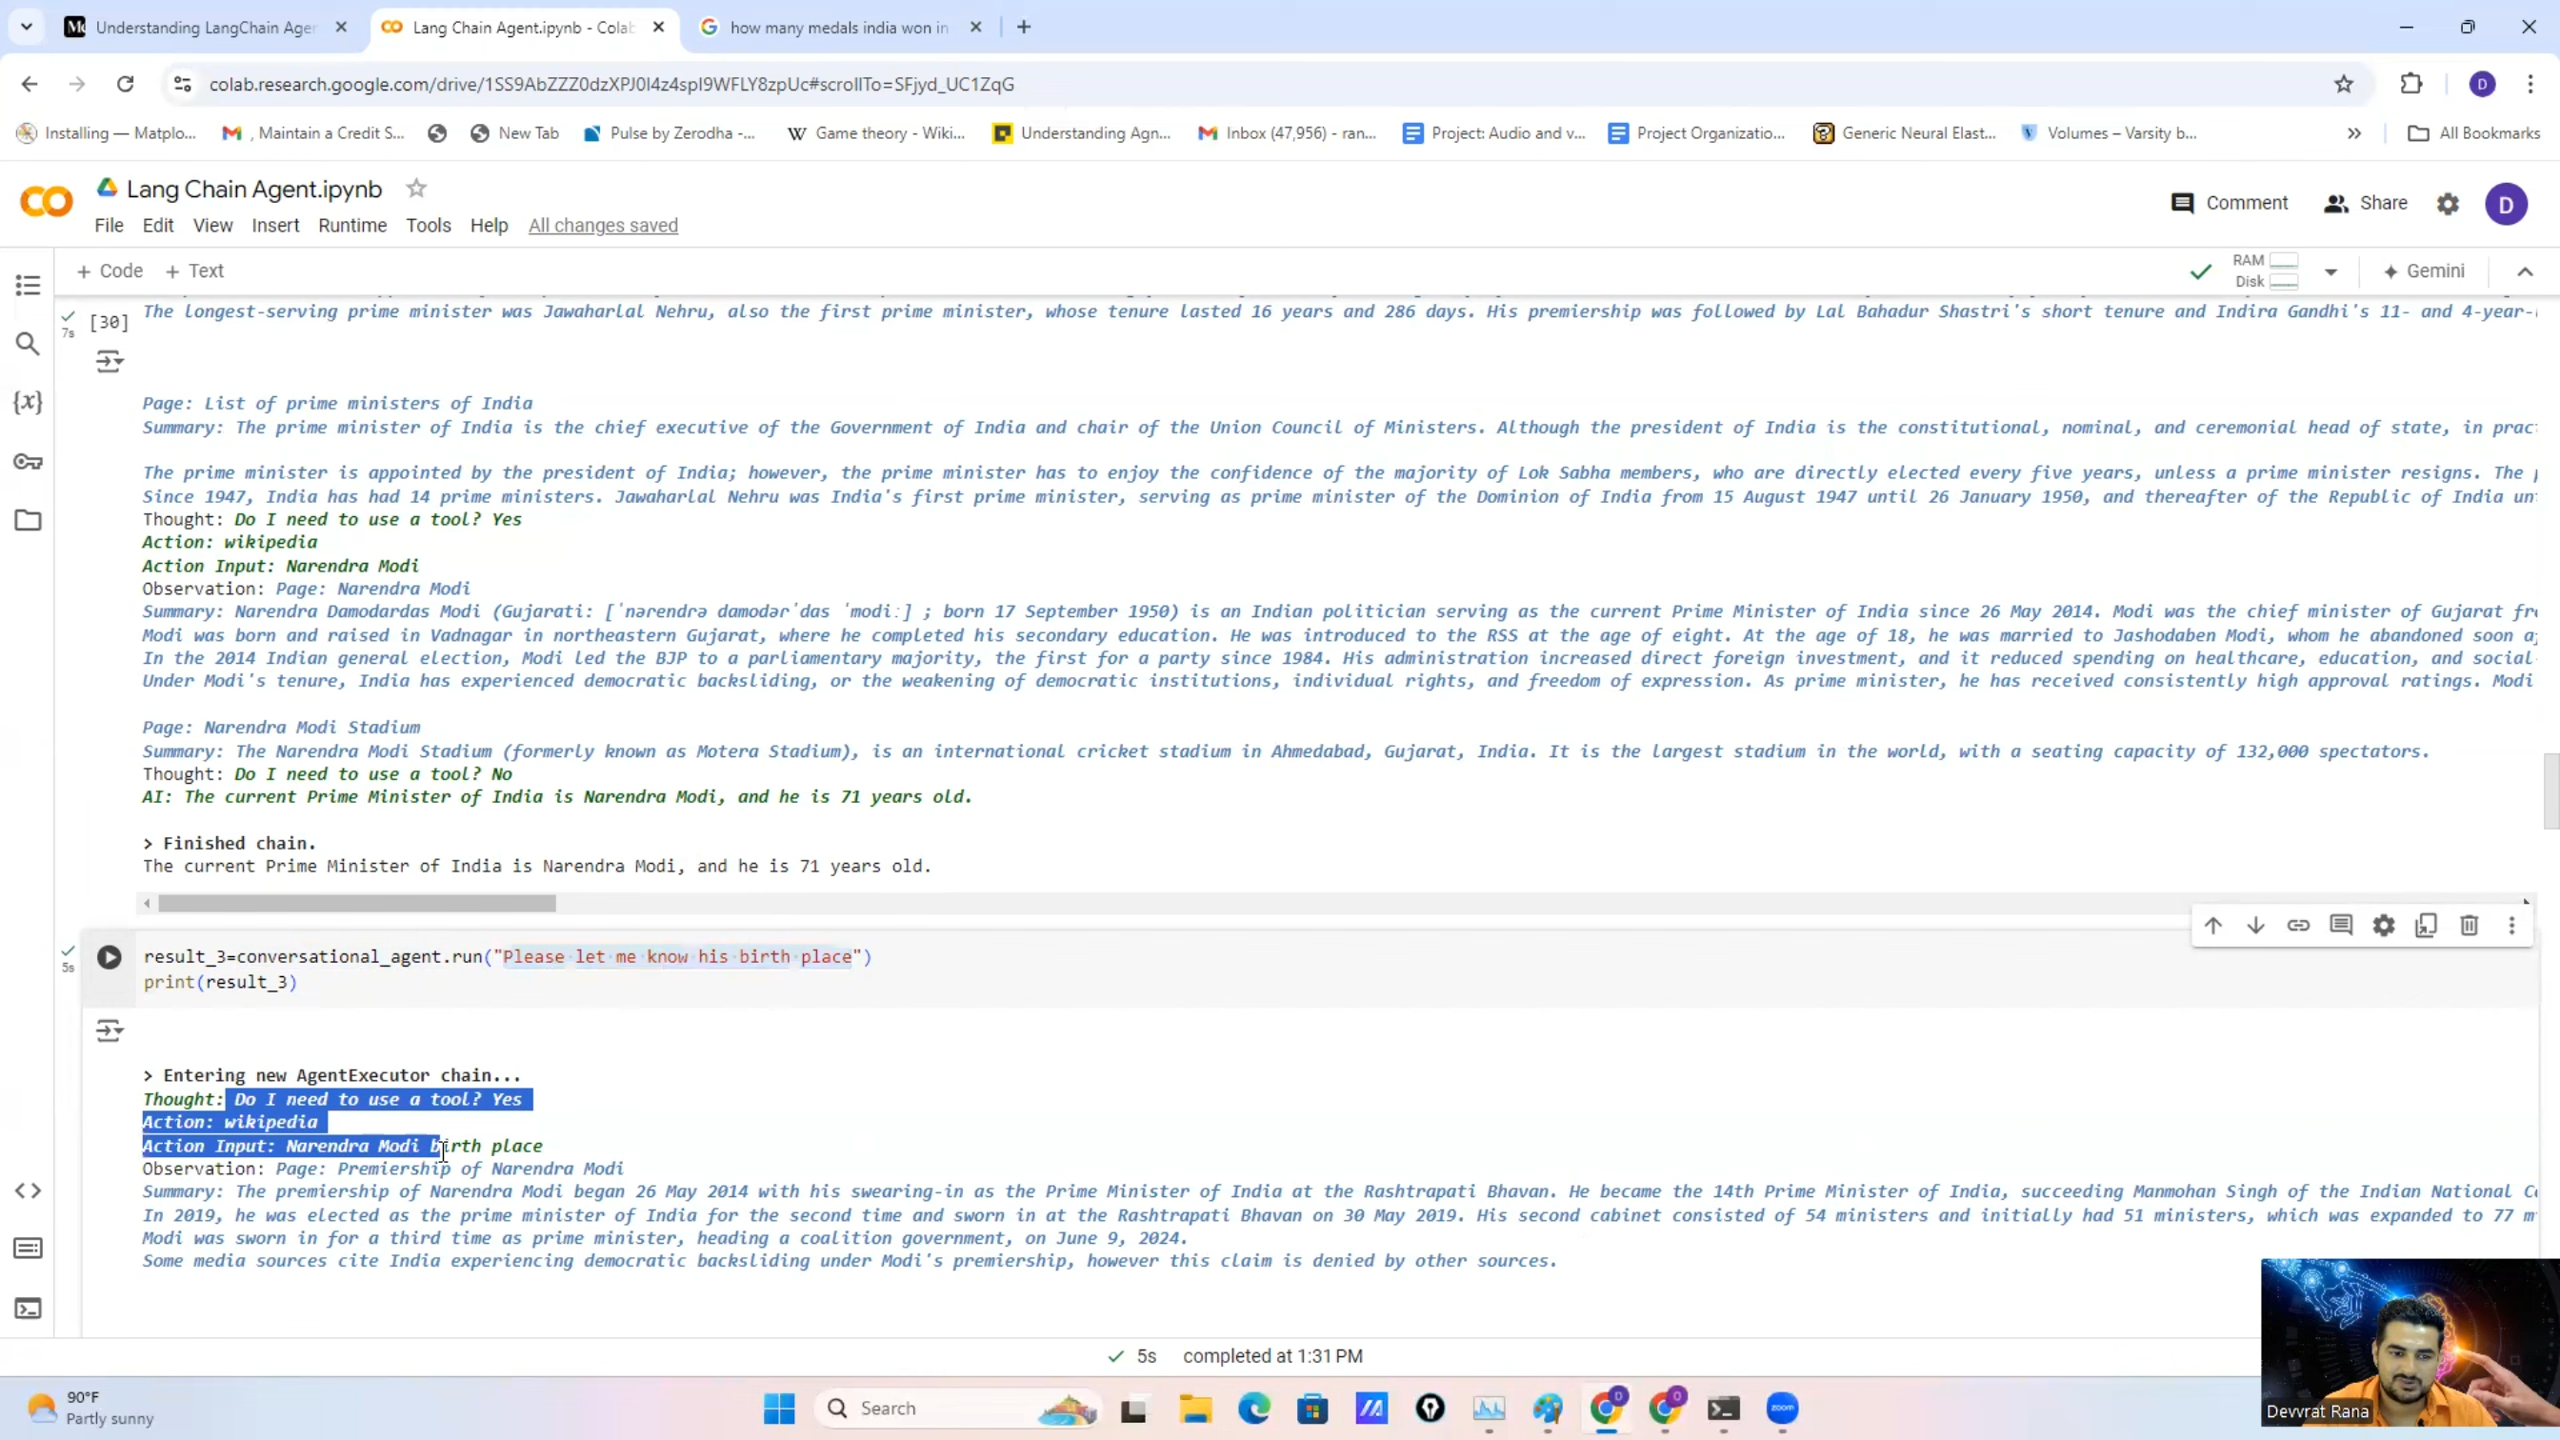 Understanding LangChain Ager
Lang Chain Agent.ipynb - Colab
how many medals india won in
colab.research.google.com/drive/1SS9AbZZZ0dzXPJ0I4z4spI9WFLY8zpUc#scrollTo=SFjyd_UC1ZqG
D
Installing — Matplo...
, Maintain a Credit S...
New Tab
Pulse by Zerodha -...
Game theory - Wiki...
Understanding Agn...
Inbox (47,956) - ran...
Project: Audio and v...
Project Organizatio...
Generic Neural Elast...
Volumes – Varsity b...
All Bookmarks
Lang Chain Agent.ipynb
Comment
Share
D
File Edit View Insert Runtime Tools Help All changes saved
+ Code + Text
RAM
Disk
Gemini
[30]
7s
The longest-serving prime minister was Jawaharlal Nehru, also the first prime minister, whose tenure lasted 16 years and 286 days. His premiership was followed by Lal Bahadur Shastri's short tenure and Indira Gandhi's 11- and 4-year-
Page: List of prime ministers of India
Summary: The prime minister of India is the chief executive of the Government of India and chair of the Union Council of Ministers. Although the president of India is the constitutional, nominal, and ceremonial head of state, in prac
The prime minister is appointed by the president of India; however, the prime minister has to enjoy the confidence of the majority of Lok Sabha members, who are directly elected every five years, unless a prime minister resigns. The
Since 1947, India has had 14 prime ministers. Jawaharlal Nehru was India's first prime minister, serving as prime minister of the Dominion of India from 15 August 1947 until 26 January 1950, and thereafter of the Republic of India un
Thought: Do I need to use a tool? Yes
Action: wikipedia
Action Input: Narendra Modi
Observation: Page: Narendra Modi
Summary: Narendra Damodardas Modi (Gujarati: [ˈnəɾendɾə damodəɾˈdas ˈmodiː] ; born 17 September 1950) is an Indian politician serving as the current Prime Minister of India since 26 May 2014. Modi was the chief minister of Gujarat fr
Modi was born and raised in Vadnagar in northeastern Gujarat, where he completed his secondary education. He was introduced to the RSS at the age of eight. At the age of 18, he was married to Jashodaben Modi, whom he abandoned soon a
In the 2014 Indian general election, Modi led the BJP to a parliamentary majority, the first for a party since 1984. His administration increased direct foreign investment, and it reduced spending on healthcare, education, and social-
Under Modi's tenure, India has experienced democratic backsliding, or the weakening of democratic institutions, individual rights, and freedom of expression. As prime minister, he has received consistently high approval ratings. Modi
Page: Narendra Modi Stadium
Summary: The Narendra Modi Stadium (formerly known as Motera Stadium), is an international cricket stadium in Ahmedabad, Gujarat, India. It is the largest stadium in the world, with a seating capacity of 132,000 spectators.
Thought: Do I need to use a tool? No
AI: The current Prime Minister of India is Narendra Modi, and he is 71 years old.
> Finished chain.
The current Prime Minister of India is Narendra Modi, and he is 71 years old.
5s
result_3=conversational_agent.run("Please let me know his birth place")
print(result_3)
> Entering new AgentExecutor chain...
Thought: Do I need to use a tool? Yes
Action: wikipedia
Action Input: Narendra Modi birth place
Observation: Page: Premiership of Narendra Modi
Summary: The premiership of Narendra Modi began 26 May 2014 with his swearing-in as the Prime Minister of India at the Rashtrapati Bhavan. He became the 14th Prime Minister of India, succeeding Manmohan Singh of the Indian National C
In 2019, he was elected as the prime minister of India for the second time and sworn in at the Rashtrapati Bhavan on 30 May 2019. His second cabinet consisted of 54 ministers and initially had 51 ministers, which was expanded to 77 m
Modi was sworn in for a third time as prime minister, heading a coalition government, on June 9, 2024.
Some media sources cite India experiencing democratic backsliding under Modi's premiership, however this claim is denied by other sources.
5s completed at 1:31 PM
90°F
Partly sunny
Search
zoom
Devvrat Rana